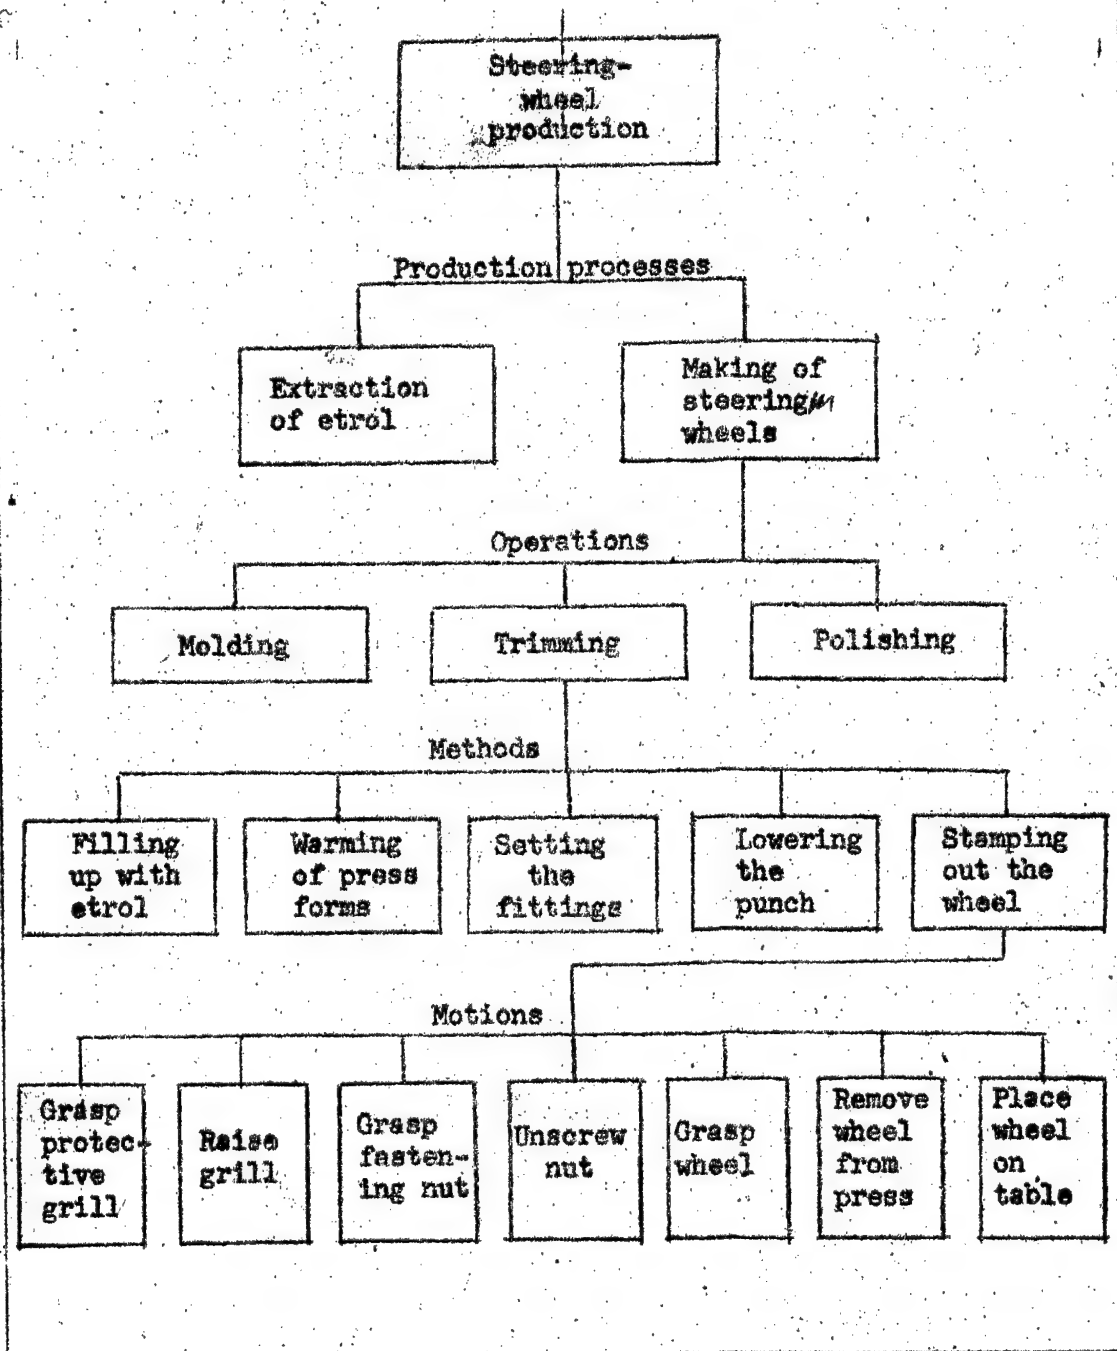 Steering-
wheel
production
Production processes
Extraction
of etrol
Making of
steering
wheels
Operations
Molding
Trimming
Polishing
Methods
Filling
up with
etrol
Warming
of press
forms
Setting
the
fittings
Lowering
the
punch
Stamping
out the
wheel
Motions
Grasp
protec-
tive
grill
Raise
grill
Grasp
fasten-
ing nut
Unscrew
nut
Grasp
wheel
Remove
wheel
from
press
Place
wheel
on
table